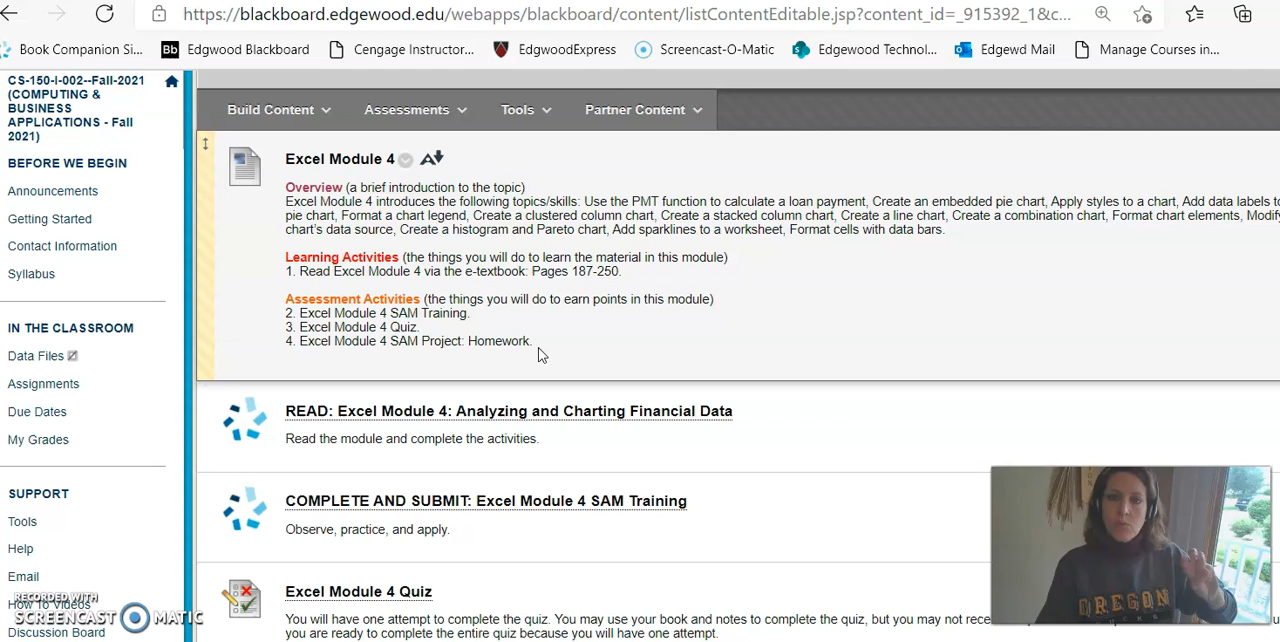 https://blackboard.edgewood.edu/webapps/blackboard/content/listContentEditable.jsp?content_id=_915392_1&c...
Book Companion Si...
Bb Edgwood Blackboard
Cengage Instructor...
EdgwoodExpress
Screencast-O-Matic
Edgewood Technol...
Edgewd Mail
Manage Courses in...
CS-150-I-002--Fall-2021
(COMPUTING &
BUSINESS
APPLICATIONS - Fall
2021)
BEFORE WE BEGIN
Announcements
Getting Started
Contact Information
Syllabus
IN THE CLASSROOM
Data Files
Assignments
Due Dates
My Grades
SUPPORT
Tools
Help
Email
How To Videos
Discussion Board
RECORDED WITH
SCREENCAST MATIC
Build Content
Assessments
Tools
Partner Content
Excel Module 4
Overview (a brief introduction to the topic)
Excel Module 4 introduces the following topics/skills: Use the PMT function to calculate a loan payment, Create an embedded pie chart, Apply styles to a chart, Add data labels to
pie chart, Format a chart legend, Create a clustered column chart, Create a stacked column chart, Create a line chart, Create a combination chart, Format chart elements, Modify
chart's data source, Create a histogram and Pareto chart, Add sparklines to a worksheet, Format cells with data bars.
Learning Activities (the things you will do to learn the material in this module)
1. Read Excel Module 4 via the e-textbook: Pages 187-250.
Assessment Activities (the things you will do to earn points in this module)
2. Excel Module 4 SAM Training.
3. Excel Module 4 Quiz.
4. Excel Module 4 SAM Project: Homework.
READ: Excel Module 4: Analyzing and Charting Financial Data
Read the module and complete the activities.
COMPLETE AND SUBMIT: Excel Module 4 SAM Training
Observe, practice, and apply.
Excel Module 4 Quiz
You will have one attempt to complete the quiz. You may use your book and notes to complete the quiz, but you may not rece
you are ready to complete the entire quiz because you will have one attempt.
OREGON